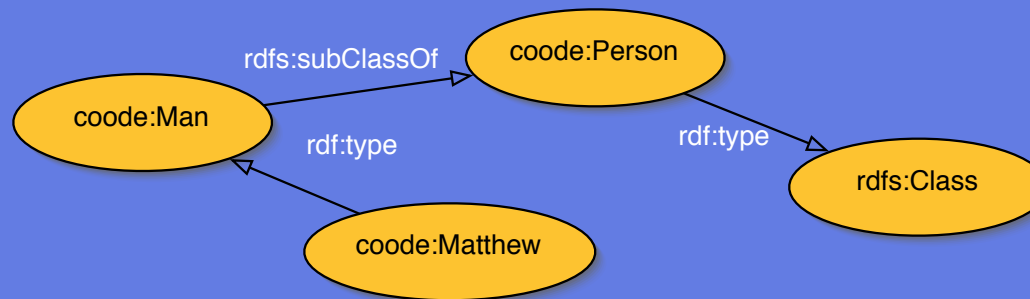 coode:Person
rdfs:subClassOf
coode:Man
rdf:type
rdf:type
rdfs:Class
coode:Matthew